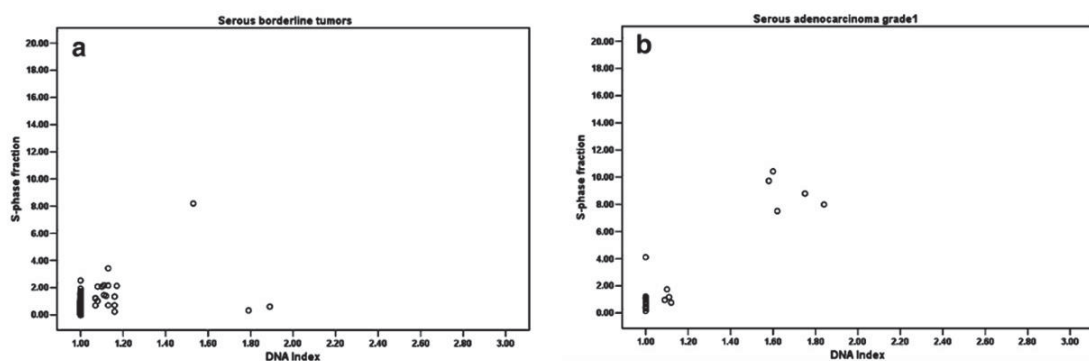 Serous borderline tumors
a
S-phase fraction
20.00
18.00
16.00
14.00
12.00
10.00
8.00
6.00
4.00
2.00
0.00
1.00 1.20 1.40 1.60 1.80 2.00 2.20 2.40 2.60 2.80 3.00
DNA Index
Serous adenocarcinoma grade1
b
S-phase fraction
20.00
18.00
16.00
14.00
12.00
10.00
8.00
6.00
4.00
2.00
0.00
1.00 1.20 1.40 1.60 1.80 2.00 2.20 2.40 2.60 2.80 3.00
DNA Index